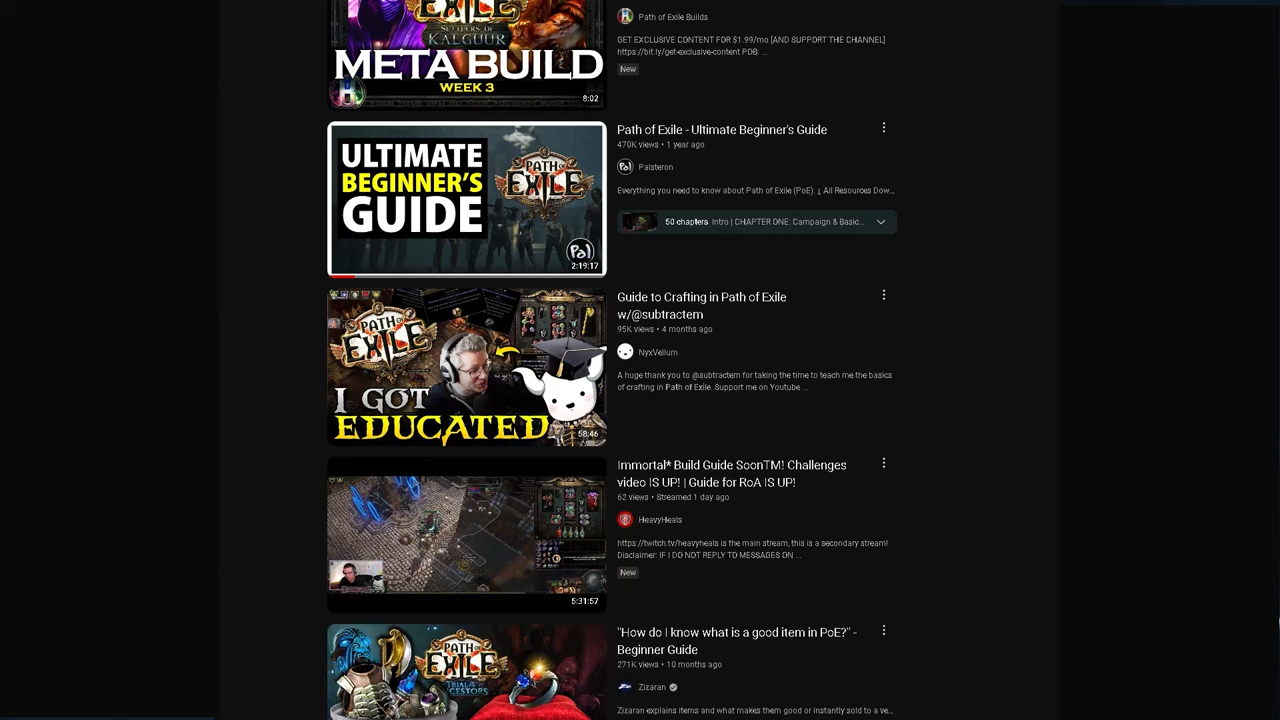 EXILE
SETTLERS OF
KALGUUR
META BUILD
WEEK 3
8:02
Path of Exile Builds
GET EXCLUSIVE CONTENT FOR $1.99/mo [AND SUPPORT THE CHANNEL]
https://bit.ly/get-exclusive-content POB: ...
New
ULTIMATE
BEGINNER'S
GUIDE
PATH OF
EXILE
Pal
2:19:17
Path of Exile - Ultimate Beginner's Guide
470K views • 1 year ago
Pal
Palsteron
Everything you need to know about Path of Exile (PoE). ¿ All Resources Dow...
50 chapters Intro | CHAPTER ONE: Campaign & Basic...
PATH OF
EXILE
I GOT
EDUCATED
58:46
Guide to Crafting in Path of Exile
w/@subtractem
95K views • 4 months ago
NyxVellum
A huge thank you to @subtractem for taking the time to teach me the basics
of crafting in Path of Exile. Support me on Youtube ...
5:31:57
Immortal* Build Guide SoonTM! Challenges
video IS UP! | Guide for RoA IS UP!
62 views • Streamed 1 day ago
HeavyHeals
https://twitch.tv/heavyheals is the main stream, this is a secondary stream!
Disclaimer: IF I DO NOT REPLY TO MESSAGES ON ...
New
PATH OF
EXILE
TRIAL OF THE
ANCESTORS
"How do I know what is a good item in PoE?" -
Beginner Guide
271K views • 10 months ago
Zizaran
Zizaran explains items and what makes them good or instantly sold to a ve...